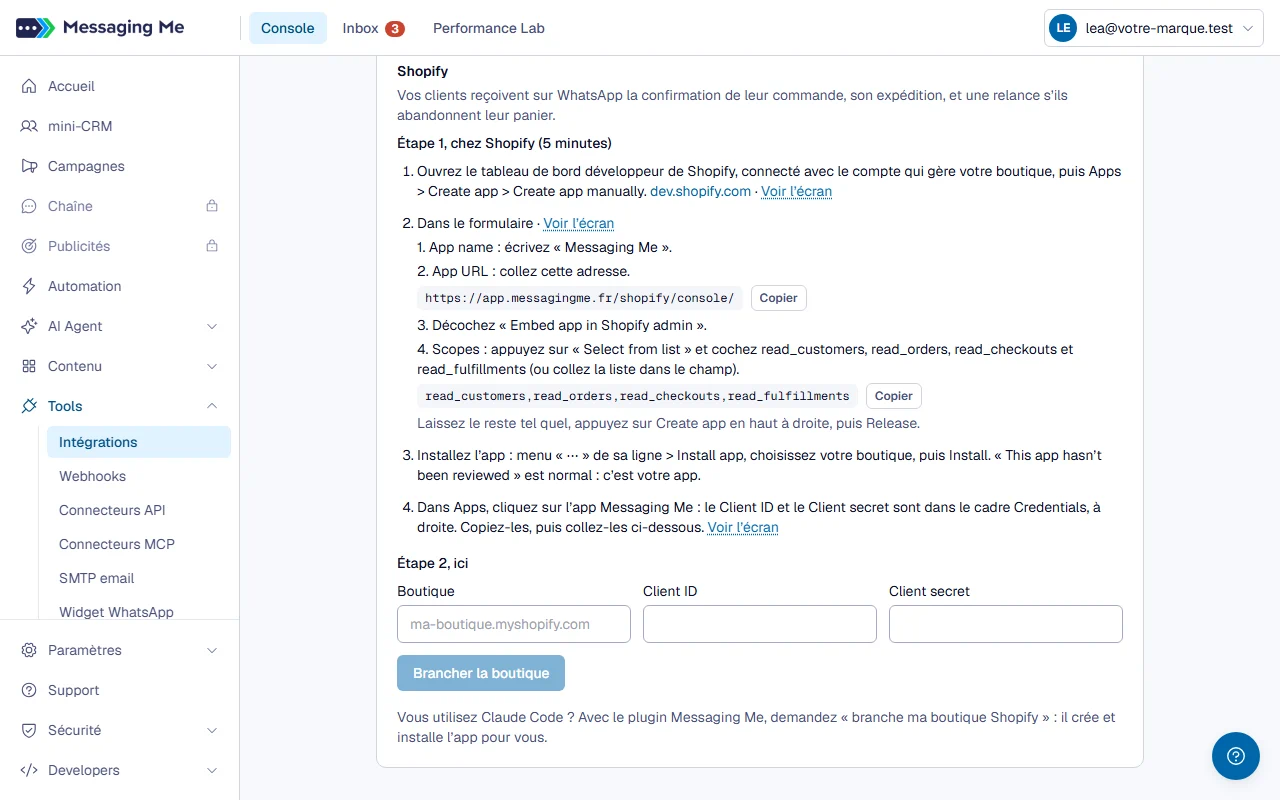 Messaging Me
Console
Inbox 3
Performance Lab
LE lea@votre-marque.test
Accueil
mini-CRM
Campagnes
Chaîne
Publicités
Automation
AI Agent
Contenu
Tools
Intégrations
Webhooks
Connecteurs API
Connecteurs MCP
SMTP email
Widget WhatsApp
Paramètres
Support
Sécurité
Developers
Shopify
Vos clients reçoivent sur WhatsApp la confirmation de leur commande, son expédition, et une relance s’ils
abandonnent leur panier.
Étape 1, chez Shopify (5 minutes)
1. Ouvrez le tableau de bord développeur de Shopify, connecté avec le compte qui gère votre boutique, puis Apps
> Create app > Create app manually. dev.shopify.com · Voir l’écran
2. Dans le formulaire · Voir l’écran
1. App name : écrivez « Messaging Me ».
2. App URL : collez cette adresse.
https://app.messagingme.fr/shopify/console/ Copier
3. Décochez « Embed app in Shopify admin ».
4. Scopes : appuyez sur « Select from list » et cochez read_customers, read_orders, read_checkouts et
read_fulfillments (ou collez la liste dans le champ).
read_customers,read_orders,read_checkouts,read_fulfillments Copier
Laissez le reste tel quel, appuyez sur Create app en haut à droite, puis Release.
3. Installez l’app : menu « ··· » de sa ligne > Install app, choisissez votre boutique, puis Install. « This app hasn’t
been reviewed » est normal : c’est votre app.
4. Dans Apps, cliquez sur l’app Messaging Me : le Client ID et le Client secret sont dans le cadre Credentials, à
droite. Copiez-les, puis collez-les ci-dessous. Voir l’écran
Étape 2, ici
Boutique Client ID Client secret
ma-boutique.myshopify.com
Brancher la boutique
Vous utilisez Claude Code ? Avec le plugin Messaging Me, demandez « branche ma boutique Shopify » : il crée et
installe l’app pour vous.